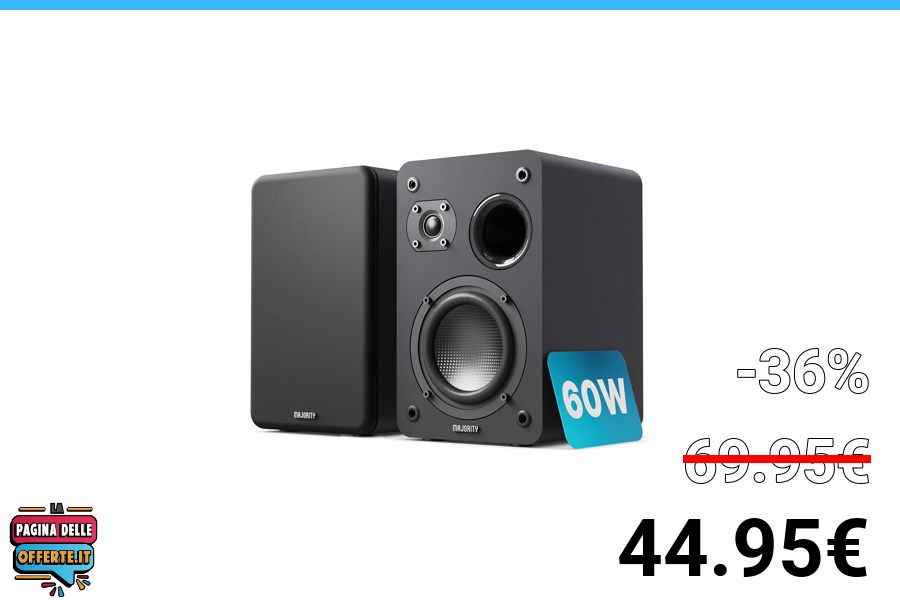 MAJORITY
MAJORITY
60W
-36%
69.95€
44.95€
LA
PAGINA DELLE
OFFERTE.IT